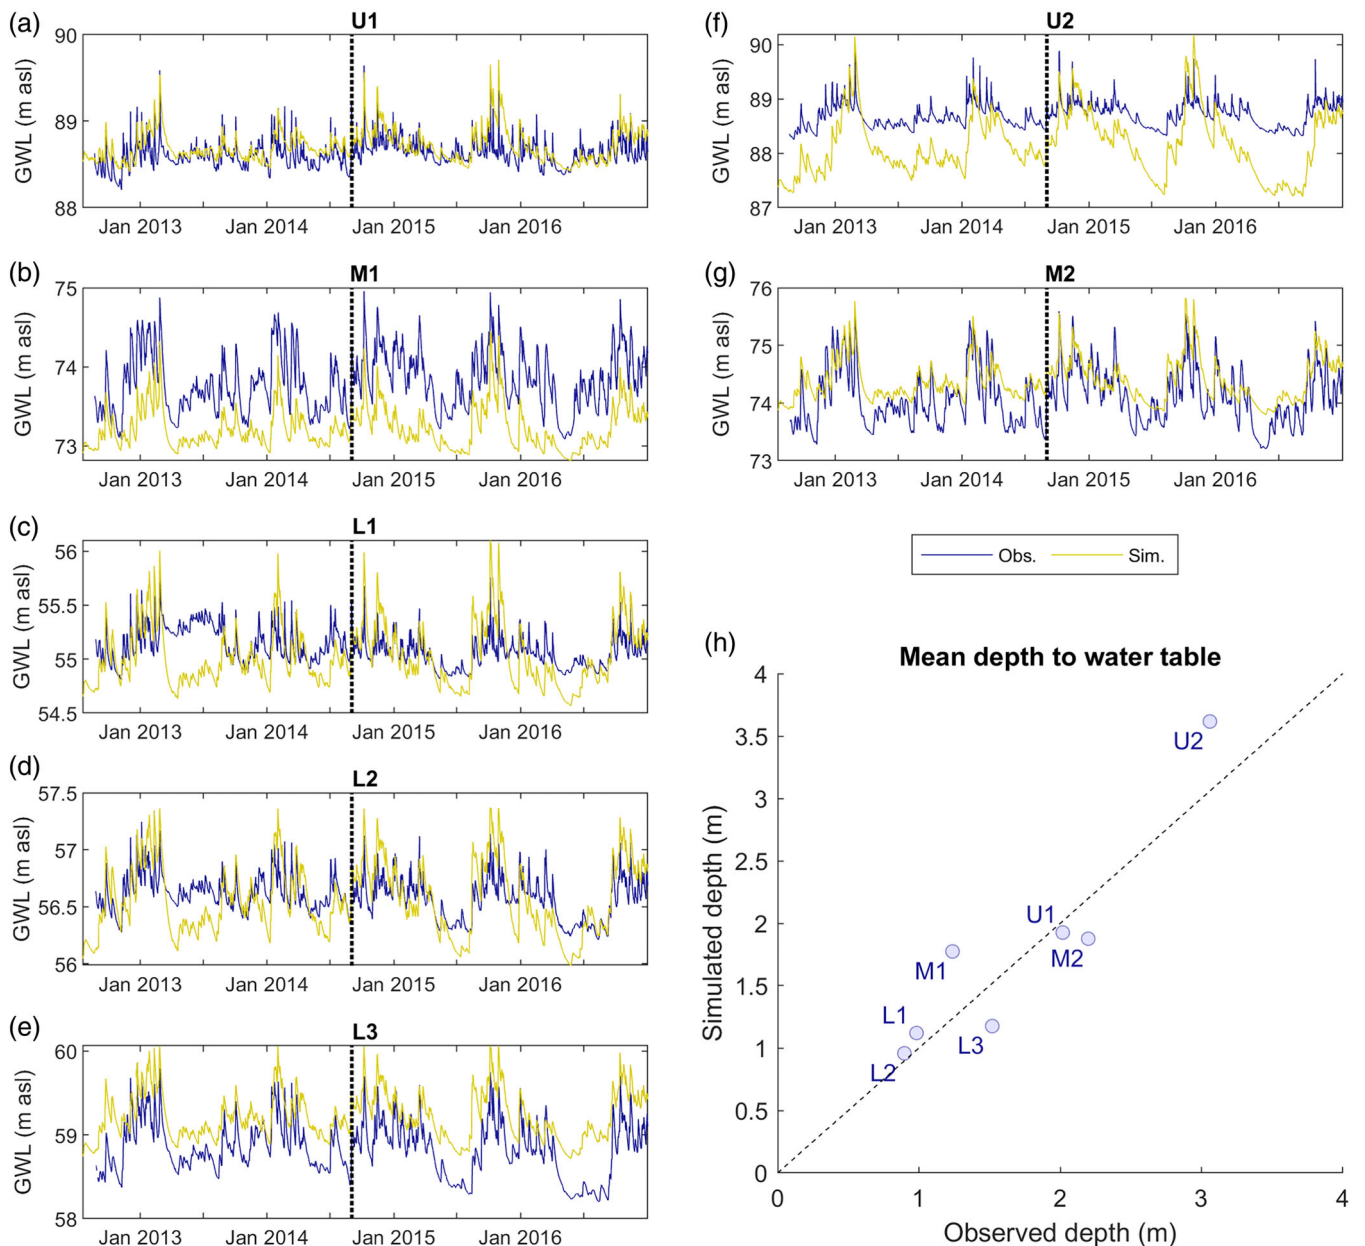 (a)
U1
GWL (m asl)
90
89
88
Jan 2013 Jan 2014 Jan 2015 Jan 2016
(b)
M1
GWL (m asl)
75
74
73
Jan 2013 Jan 2014 Jan 2015 Jan 2016
(c)
L1
GWL (m asl)
56
55.5
55
54.5
Jan 2013 Jan 2014 Jan 2015 Jan 2016
(d)
L2
GWL (m asl)
57.5
57
56.5
56
Jan 2013 Jan 2014 Jan 2015 Jan 2016
(e)
L3
GWL (m asl)
60
59
58
Jan 2013 Jan 2014 Jan 2015 Jan 2016
(f)
U2
GWL (m asl)
90
89
88
87
Jan 2013 Jan 2014 Jan 2015 Jan 2016
(g)
M2
GWL (m asl)
76
75
74
73
Jan 2013 Jan 2014 Jan 2015 Jan 2016
Obs. Sim.
(h)
Mean depth to water table
Simulated depth (m)
4
3.5
3
2.5
2
1.5
1
0.5
0
U2
U1
M2
M1
L1
L3
L2
0 1 2 3 4
Observed depth (m)